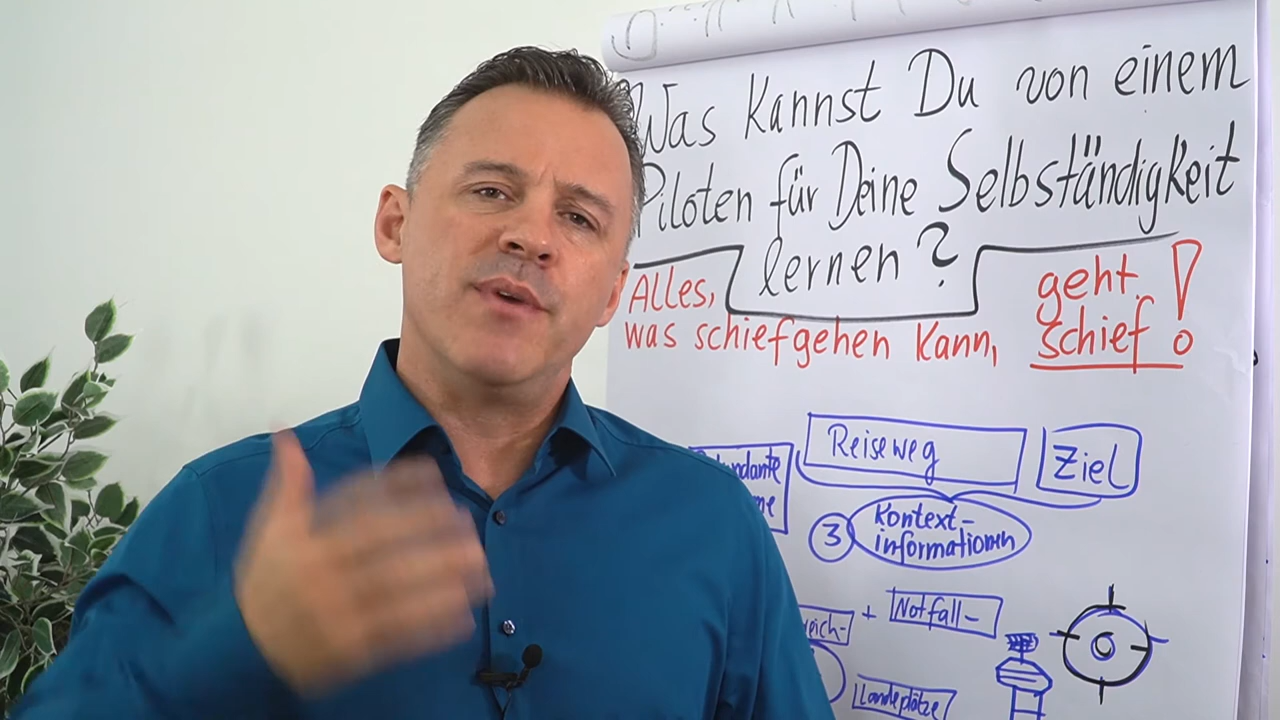 Was kannst Du von einem
Piloten für Deine Selbständigkeit
lernen?
Alles,
was schiefgehen kann,
geht
schief!
Reiseweg
Ziel
3
Kontext-
informationen
+ Notfall-
Landeplätze